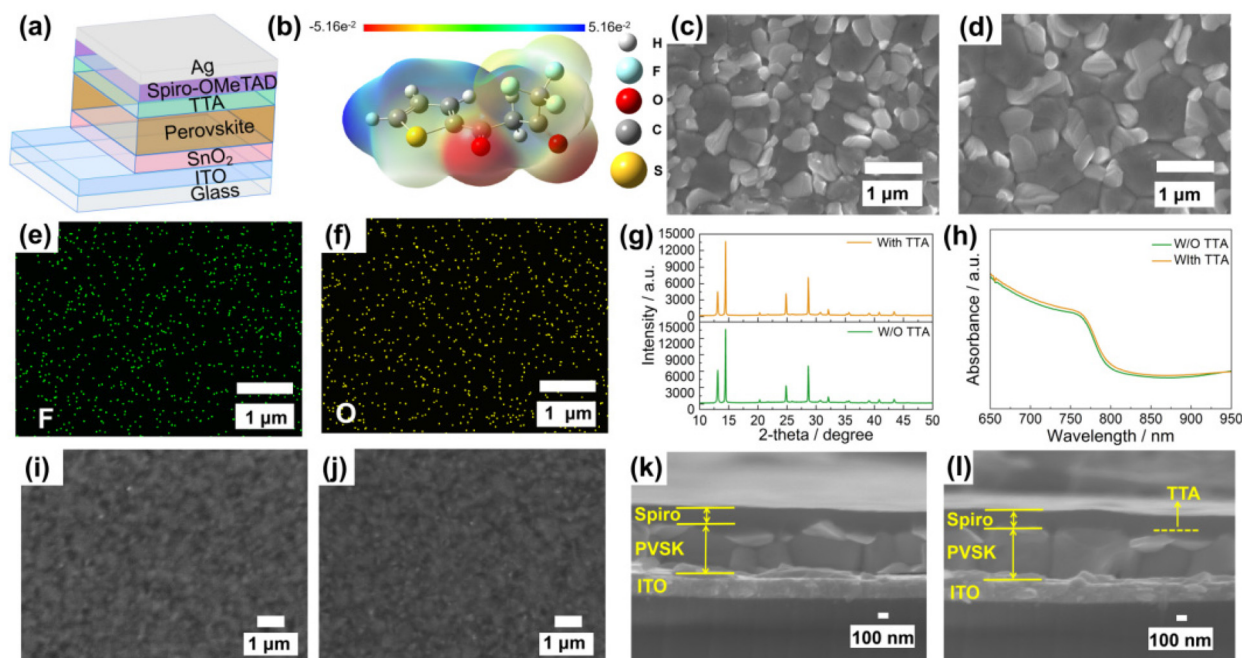 (a)
Ag
Spiro-OMeTAD
TTA
Perovskite
SnO₂
ITO
Glass
(b)
-5.16e⁻² 5.16e⁻²
H
F
O
C
S
(c)
1 µm
(d)
1 µm
(e)
F
1 µm
(f)
O
1 µm
(g)
Intensity / a.u.
15000
12000
9000
6000
3000
0
With TTA
15000
12000
9000
6000
3000
0
W/O TTA
10 15 20 25 30 35 40 45 50
2-theta / degree
(h)
Absorbance / a.u.
W/O TTA
WIth TTA
650 700 750 800 850 900 950
Wavelength / nm
(i)
1 µm
(j)
1 µm
(k)
Spiro
PVSK
ITO
100 nm
(l)
TTA
Spiro
PVSK
ITO
100 nm